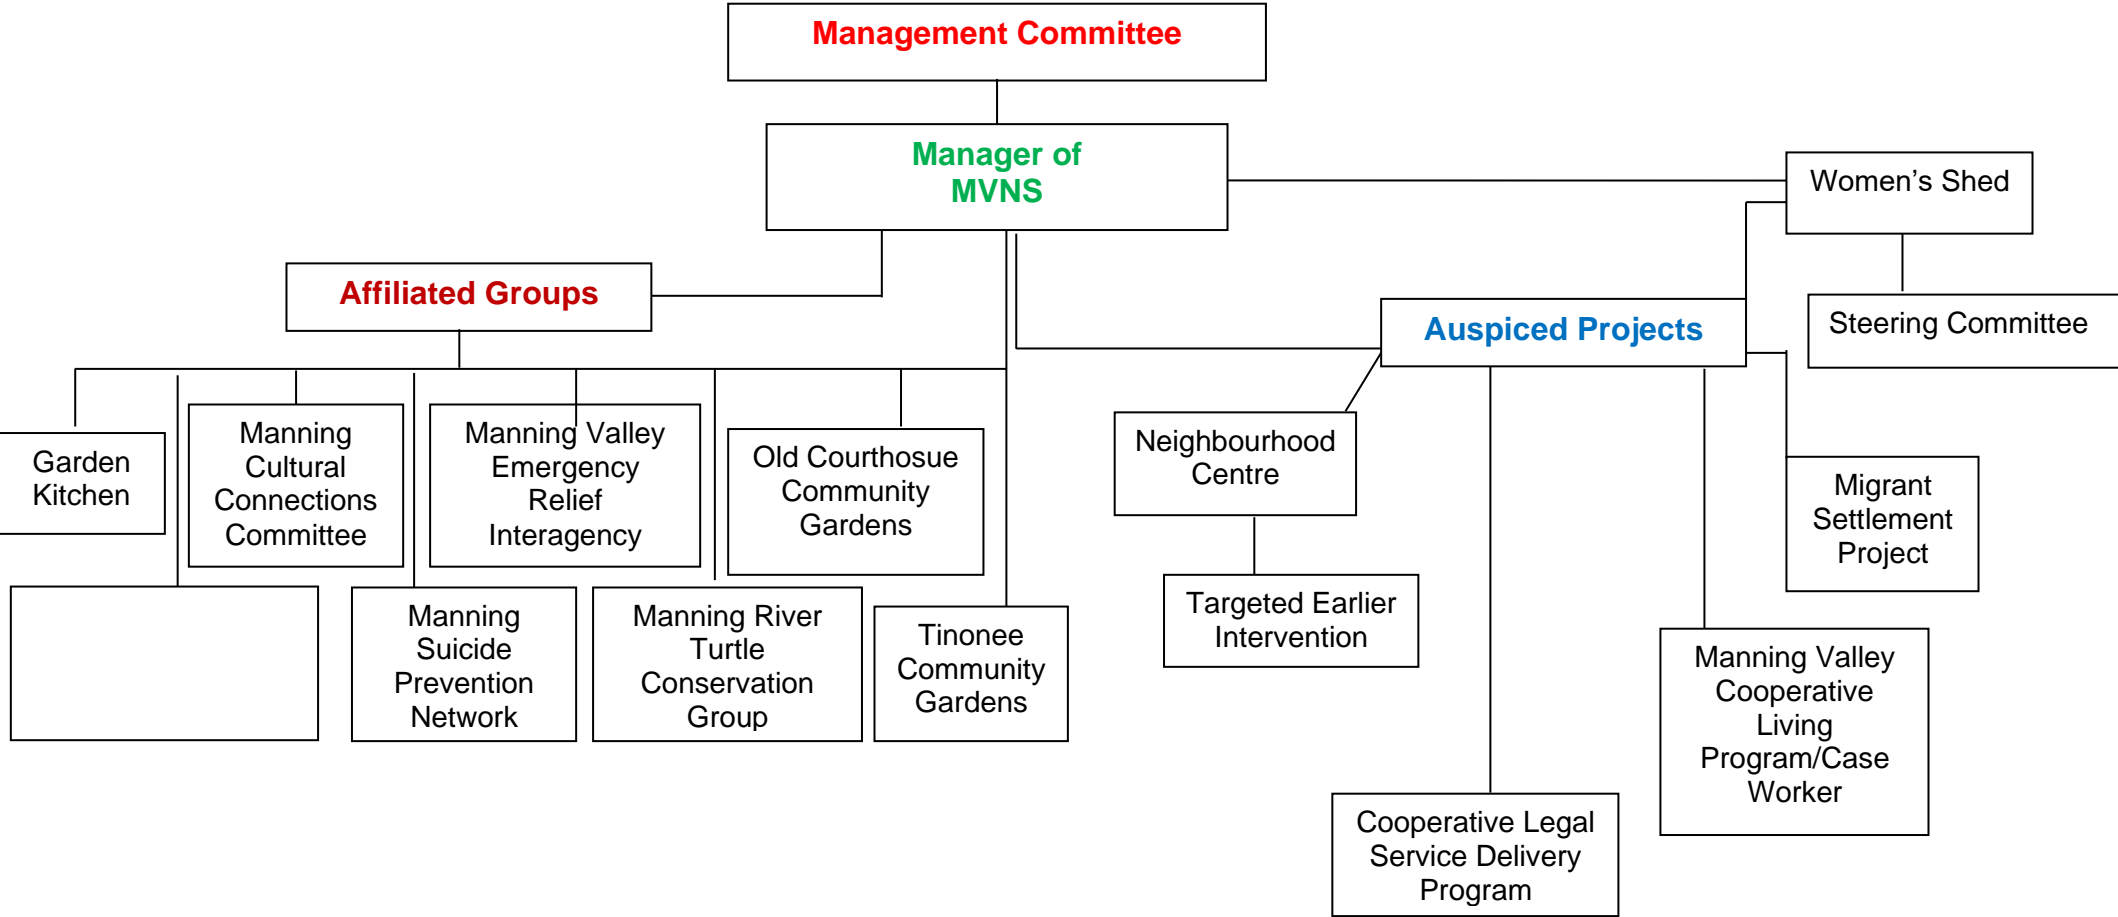 Management Committee
Manager of
MVNS
Women’s Shed
Affiliated Groups
Auspiced Projects
Steering Committee
Garden
Kitchen
Manning
Cultural
Connections
Committee
Manning Valley
Emergency
Relief
Interagency
Old Courthosue
Community
Gardens
Neighbourhood
Centre
Migrant
Settlement
Project
Manning
Suicide
Prevention
Network
Manning River
Turtle
Conservation
Group
Tinonee
Community
Gardens
Targeted Earlier
Intervention
Manning Valley
Cooperative
Living
Program/Case
Worker
Cooperative Legal
Service Delivery
Program